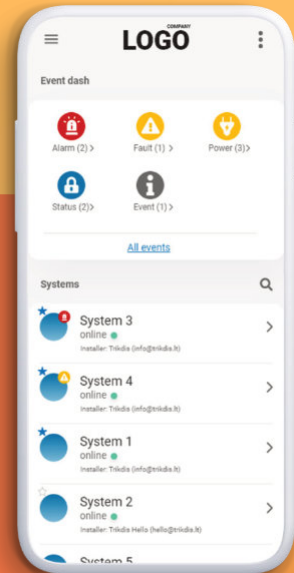 COMPANY
LOGO
Event dash
Alarm (2) >
Fault (1) >
Power (3)>
Status (2)>
Event (1) >
All events
Systems
System 3
online
Installer: Trikdis (info@trikdis.lt)
System 4
online
Installer: Trikdis (info@trikdis.lt)
System 1
online
Installer: Trikdis (info@trikdis.lt)
System 2
online
Installer: Trikdis Hello (hello@trikdis.lt)
System 5